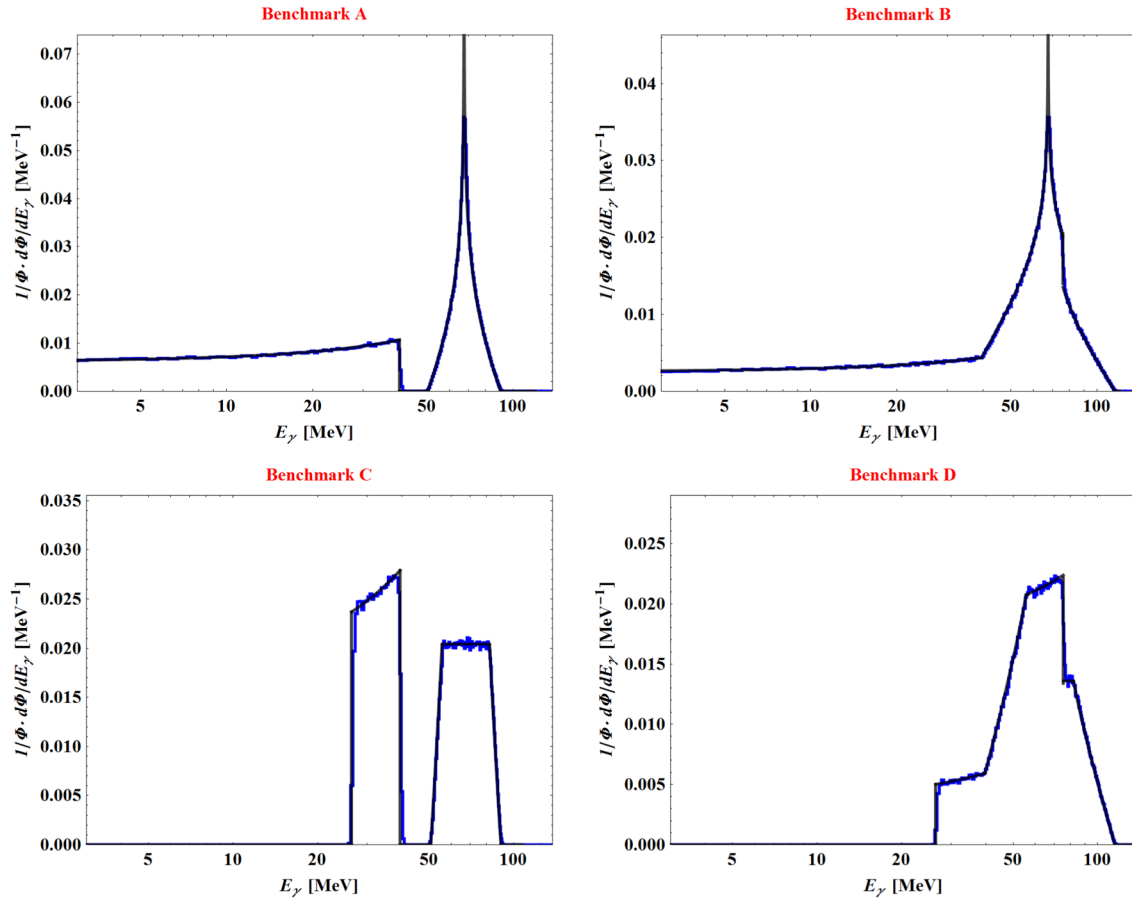 Benchmark A
1/Φ· dΦ/dEγ [MeV⁻¹]
0.07
0.06
0.05
0.04
0.03
0.02
0.01
0.00
5 10 20 50 100
Eγ [MeV]
Benchmark B
1/Φ· dΦ/dEγ [MeV⁻¹]
0.04
0.03
0.02
0.01
0.00
5 10 20 50 100
Eγ [MeV]
Benchmark C
1/Φ· dΦ/dEγ [MeV⁻¹]
0.035
0.030
0.025
0.020
0.015
0.010
0.005
0.000
5 10 20 50 100
Eγ [MeV]
Benchmark D
1/Φ· dΦ/dEγ [MeV⁻¹]
0.025
0.020
0.015
0.010
0.005
0.000
5 10 20 50 100
Eγ [MeV]